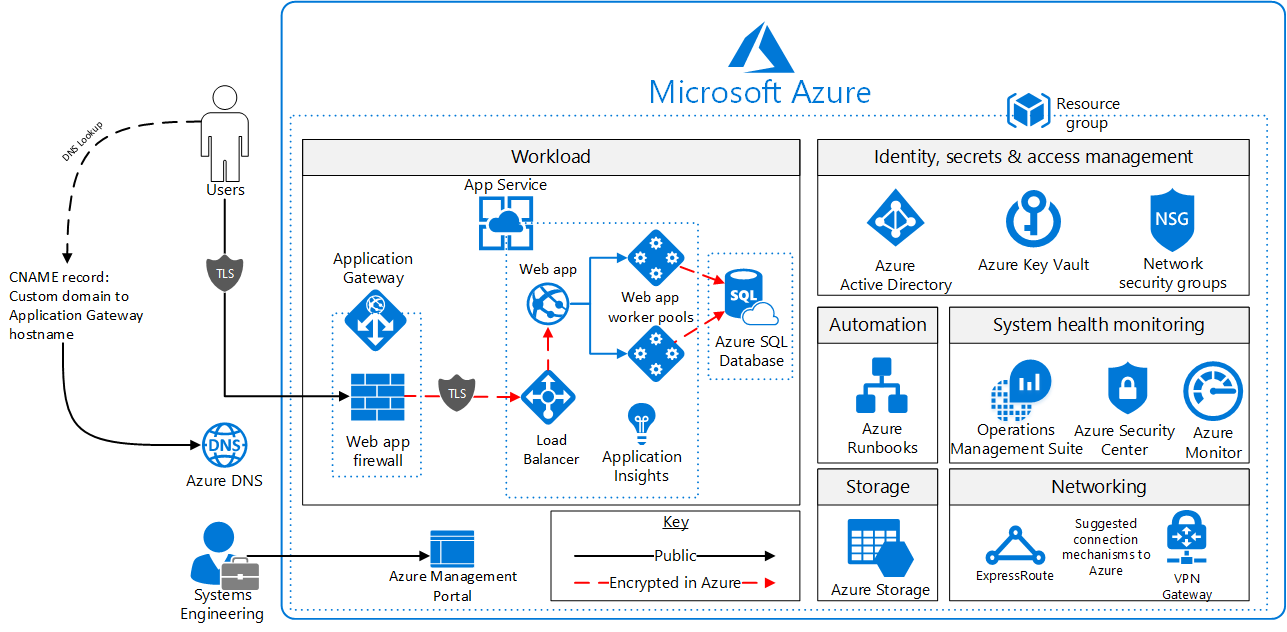 Microsoft Azure
Resource
group
Users
DNS Lookup
TLS
CNAME record:
Custom domain to
Application Gateway
hostname
DNS
Azure DNS
Systems
Engineering
Workload
App Service
Application
Gateway
Web app
firewall
TLS
Web app
Load
Balancer
Web app
worker pools
Application
Insights
SQL
Azure SQL
Database
Azure Management
Portal
Key
Public
Encrypted in Azure
Identity, secrets & access management
Azure
Active Directory
Azure Key Vault
NSG
Network
security groups
Automation
Azure
Runbooks
System health monitoring
Operations
Management Suite
Azure Security
Center
Azure
Monitor
Storage
Azure Storage
Networking
ExpressRoute
Suggested
connection
mechanisms to
Azure
VPN
Gateway